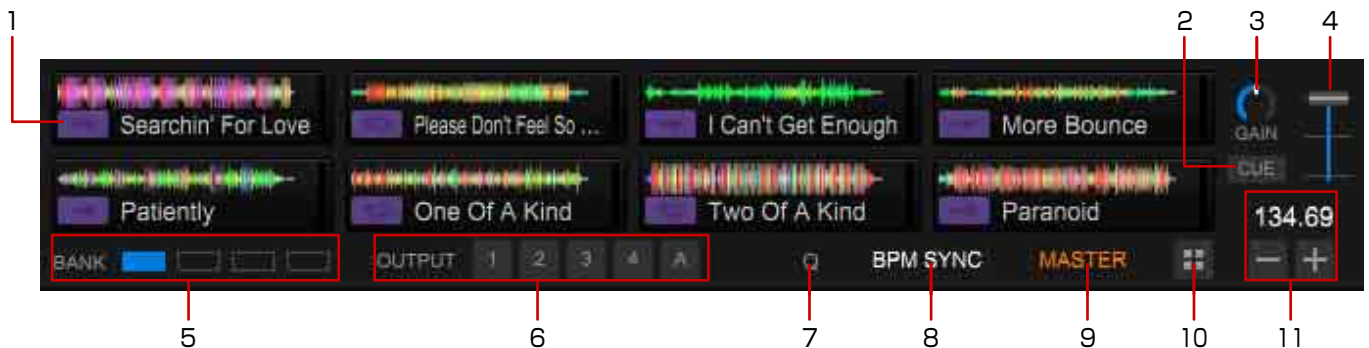 1 2 3 4
Searchin' For Love Please Don't Feel So ... I Can't Get Enough More Bounce
GAIN
CUE
Patiently One Of A Kind Two Of A Kind Paranoid
134.69
BANK OUTPUT 1 2 3 4 A Q BPM SYNC MASTER − +
5 6 7 8 9 10 11